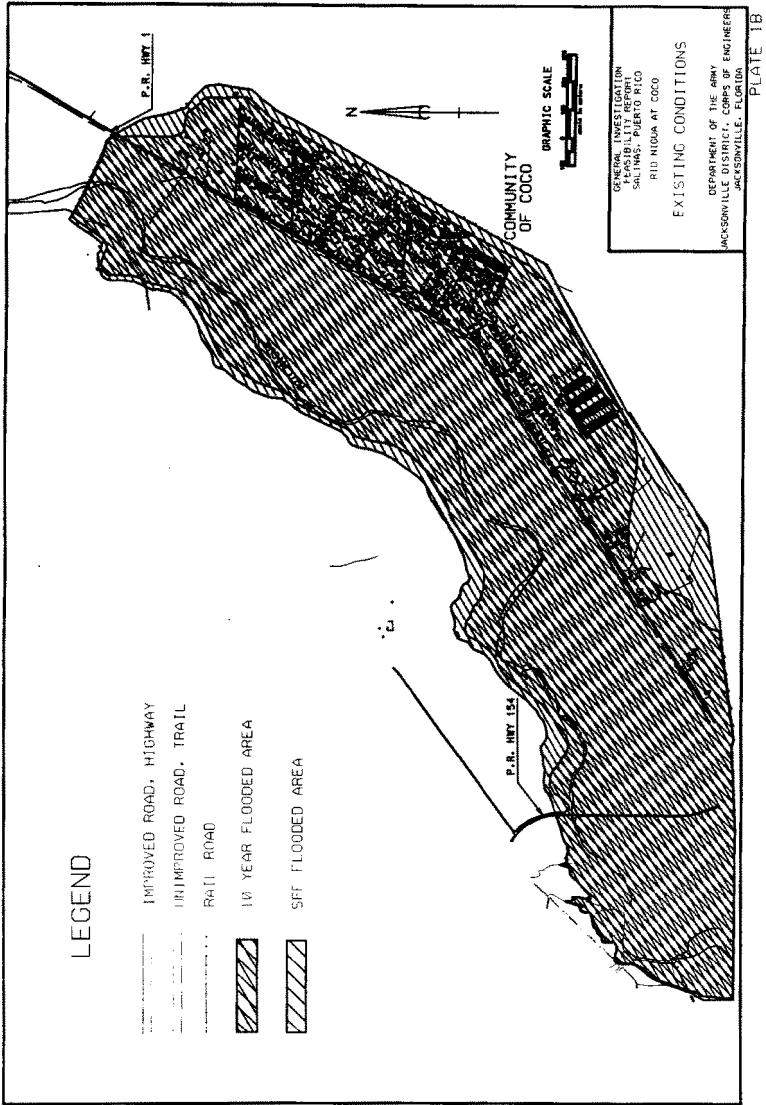 LEGEND
IMPROVED ROAD, HIGHWAY
UNIMPROVED ROAD, TRAIL
RAIL ROAD
10 YEAR FLOODED AREA
SPF FLOODED AREA
P.R. HWY 1
P.R. HWY 154
N
COMMUNITY
OF COCO
GRAPHIC SCALE
GENERAL INVESTIGATION
FEASIBILITY REPORT
SALINAS, PUERTO RICO
RIO NIGUA AT COCO
EXISTING CONDITIONS
DEPARTMENT OF THE ARMY
JACKSONVILLE DISTRICT, CORPS OF ENGINEERS
JACKSONVILLE, FLORIDA
PLATE 1B